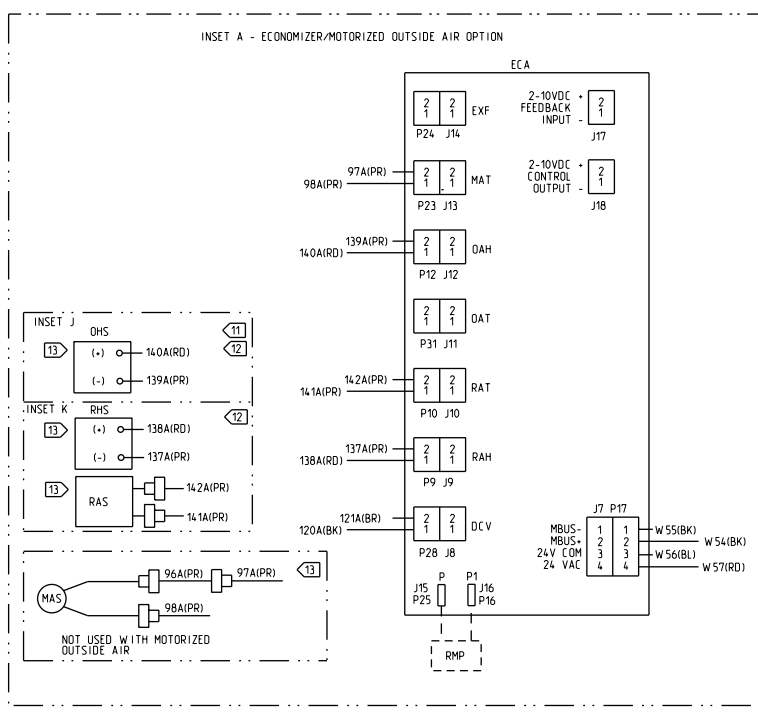 INSET A - ECONOMIZER/MOTORIZED OUTSIDE AIR OPTION
ECA
2 2
1 1
EXF
P24 J14
2-10VDC +
FEEDBACK
INPUT -
2
1
J17
97A(PR)
98A(PR)
2 2
1 1
MAT
P23 J13
2-10VDC +
CONTROL
OUTPUT -
2
1
J18
139A(PR)
140A(RD)
2 2
1 1
OAH
P12 J12
2 2
1 1
OAT
P31 J11
142A(PR)
141A(PR)
2 2
1 1
RAT
P10 J10
137A(PR)
138A(RD)
2 2
1 1
RAH
P9 J9
121A(BR)
120A(BK)
2 2
1 1
DCV
P28 J8
J7 P17
MBUS- 1 1 W55(BK)
MBUS+ 2 2 W54(BK)
24V COM 3 3 W56(BL)
24 VAC 4 4 W57(RD)
P P1
J15 J16
P25 P16
RMP
INSET J
OHS
11
12
13
(+) 140A(RD)
(-) 139A(PR)
INSET K
RHS
12
13
(+) 138A(RD)
(-) 137A(PR)
13
RAS
142A(PR)
141A(PR)
13
MAS
96A(PR) 97A(PR)
98A(PR)
NOT USED WITH MOTORIZED
OUTSIDE AIR